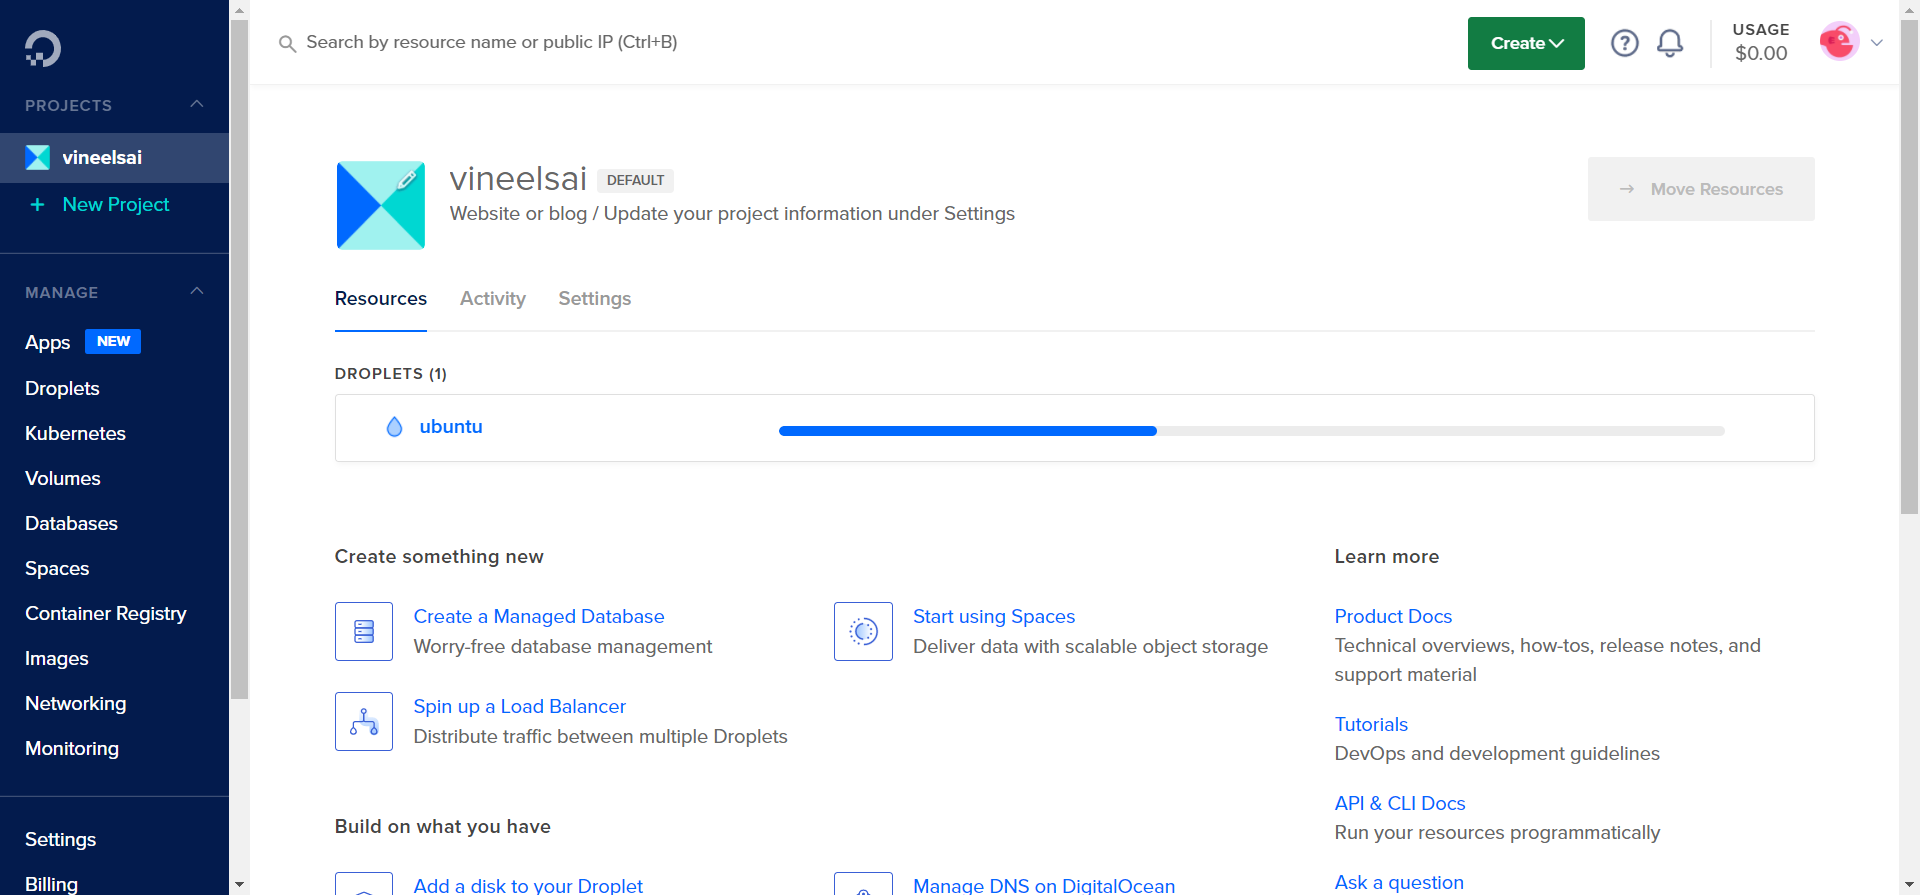 PROJECTS
vineelsai
+ New Project
MANAGE
Apps NEW
Droplets
Kubernetes
Volumes
Databases
Spaces
Container Registry
Images
Networking
Monitoring
Settings
Billing
Search by resource name or public IP (Ctrl+B)
Create
?
USAGE
$0.00
vineelsai DEFAULT
Website or blog / Update your project information under Settings
→ Move Resources
Resources Activity Settings
DROPLETS (1)
ubuntu
Create something new
Create a Managed Database
Worry-free database management
Start using Spaces
Deliver data with scalable object storage
Spin up a Load Balancer
Distribute traffic between multiple Droplets
Build on what you have
Add a disk to your Droplet
Manage DNS on DigitalOcean
Learn more
Product Docs
Technical overviews, how-tos, release notes, and
support material
Tutorials
DevOps and development guidelines
API & CLI Docs
Run your resources programmatically
Ask a question